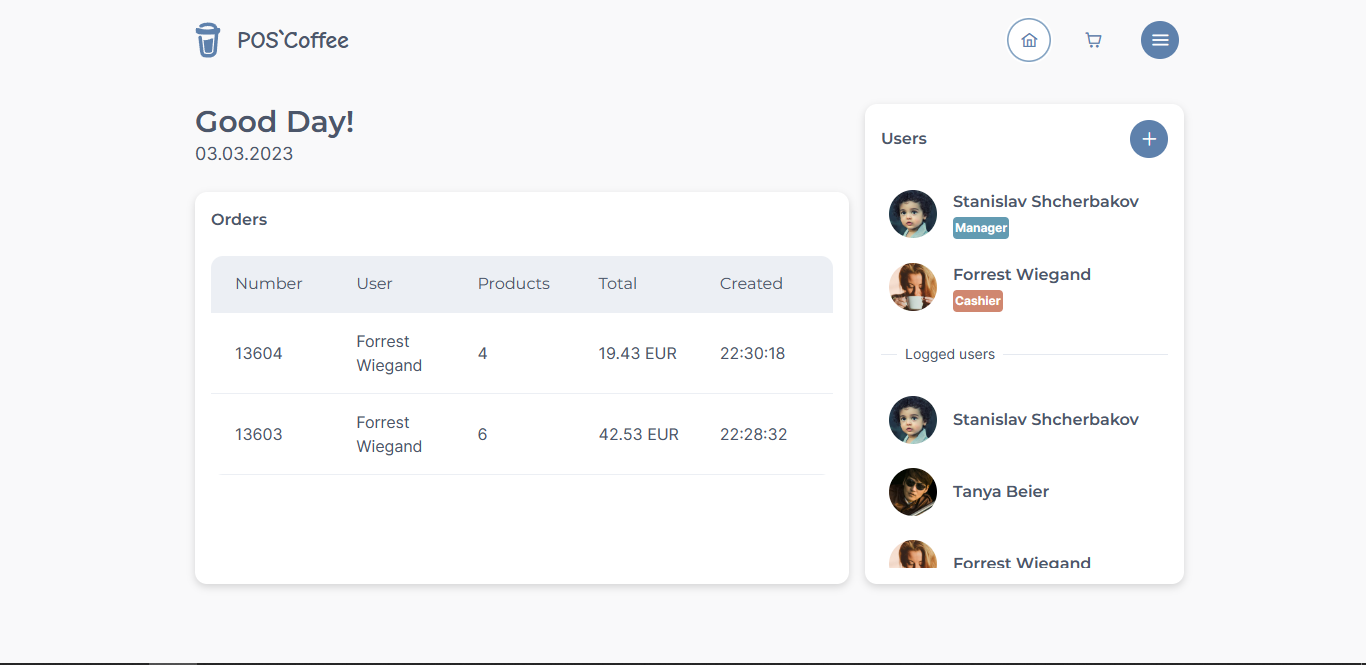 POS`Coffee
Good Day!
03.03.2023
Orders
Number User Products Total Created
13604 Forrest Wiegand 4 19.43 EUR 22:30:18
13603 Forrest Wiegand 6 42.53 EUR 22:28:32
Users
Stanislav Shcherbakov
Manager
Forrest Wiegand
Cashier
Logged users
Stanislav Shcherbakov
Tanya Beier
Forrest Wiegand